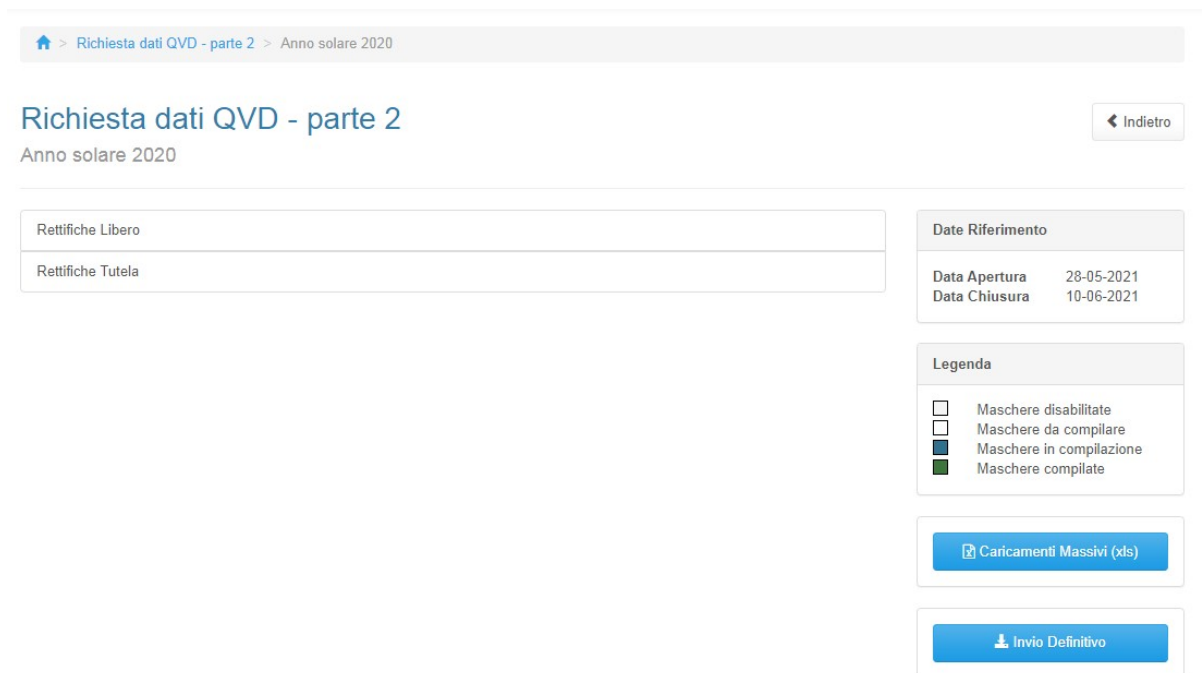 > Richiesta dati QVD - parte 2 > Anno solare 2020
Richiesta dati QVD - parte 2
Indietro
Anno solare 2020
Rettifiche Libero
Rettifiche Tutela
Date Riferimento
Data Apertura 28-05-2021
Data Chiusura 10-06-2021
Legenda
Maschere disabilitate
Maschere da compilare
Maschere in compilazione
Maschere compilate
Caricamenti Massivi (xls)
Invio Definitivo